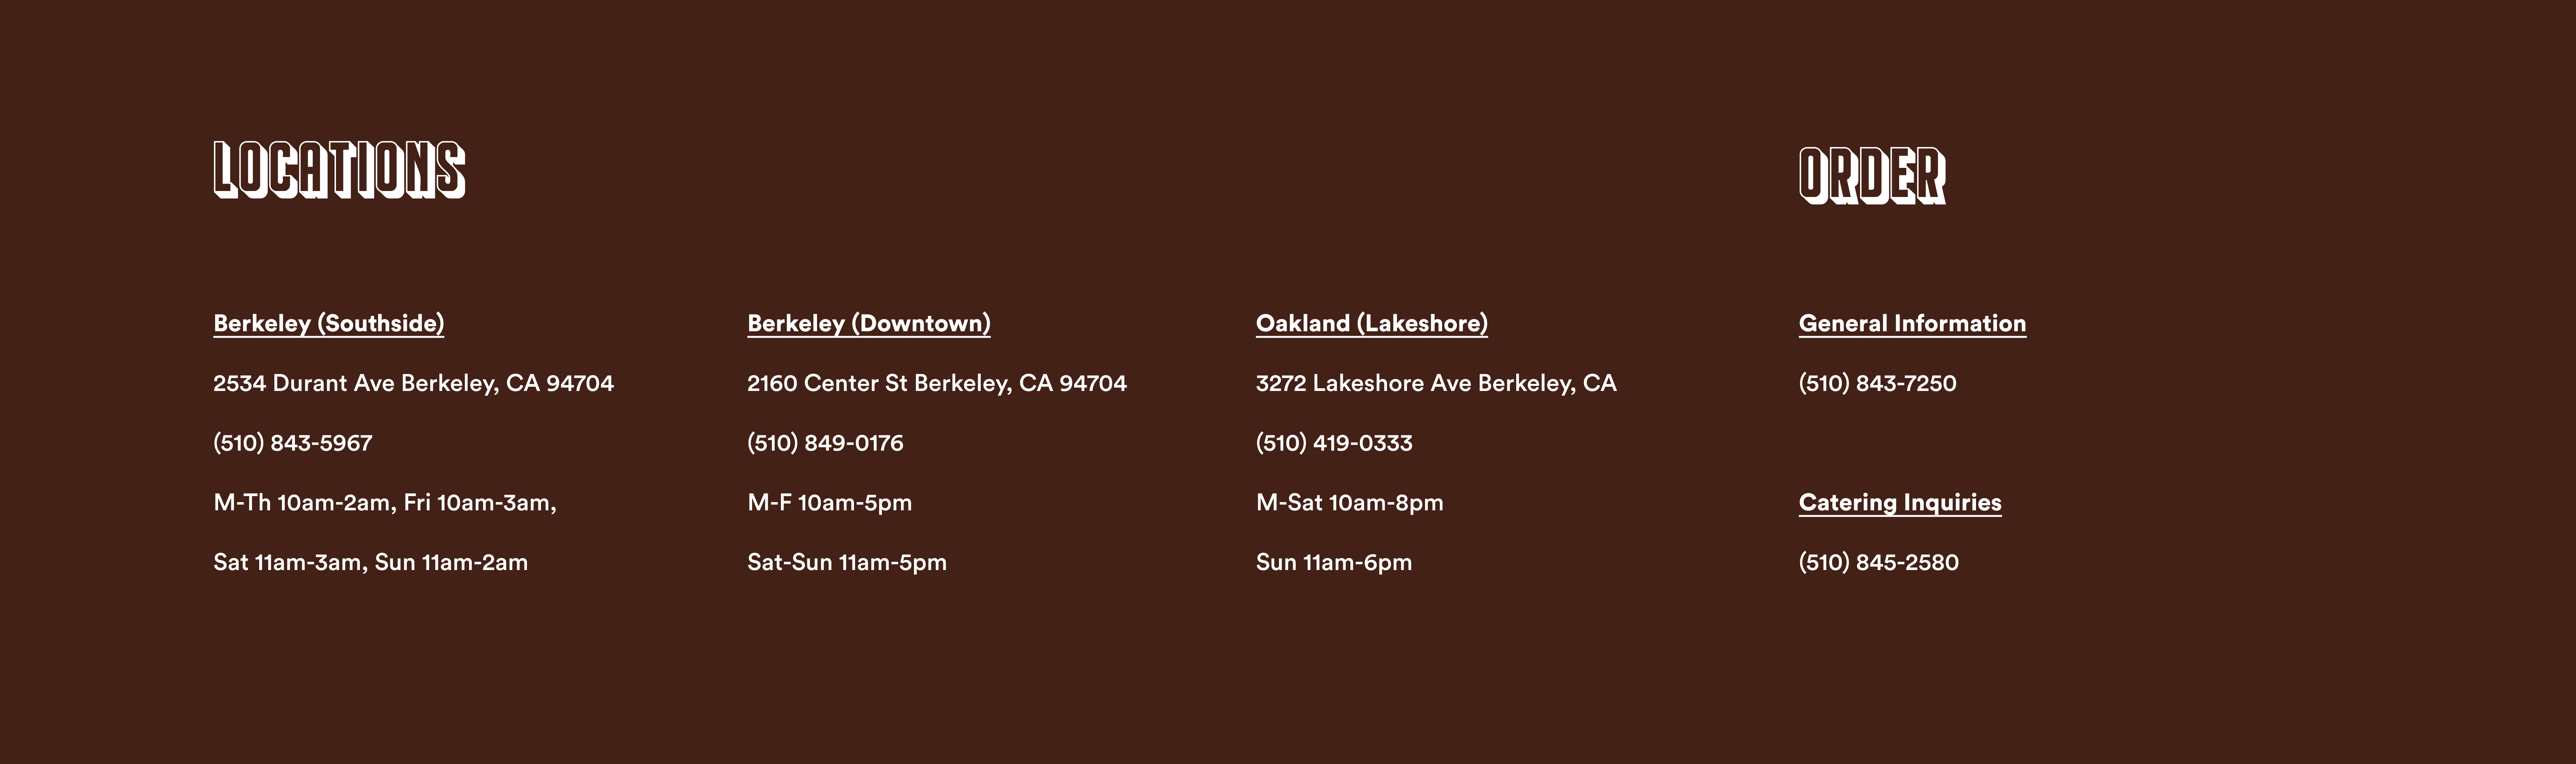 LOCATIONS
Berkeley (Southside)
2534 Durant Ave Berkeley, CA 94704
(510) 843-5967
M-Th 10am-2am, Fri 10am-3am,
Sat 11am-3am, Sun 11am-2am
Berkeley (Downtown)
2160 Center St Berkeley, CA 94704
(510) 849-0176
M-F 10am-5pm
Sat-Sun 11am-5pm
Oakland (Lakeshore)
3272 Lakeshore Ave Berkeley, CA
(510) 419-0333
M-Sat 10am-8pm
Sun 11am-6pm
ORDER
General Information
(510) 843-7250
Catering Inquiries
(510) 845-2580